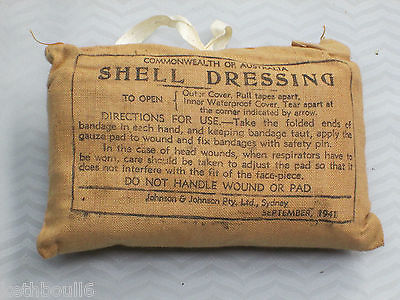 COMMONWEALTH OF AUSTRALIA
SHELL DRESSING
TO OPEN { Outer Cover. Pull tapes apart,
Inner Waterproof Cover. Tear apart at
the corner indicated by arrow.
DIRECTIONS FOR USE.—Take the folded ends of
bandage in each hand, and keeping bandage taut, apply the
gauze pad to wound and fix bandages with safety pin.
In the case of head wounds, when respirators have
to be worn, care should be taken to adjust the pad so that it
does not interfere with the fit of the face-piece.
DO NOT HANDLE WOUND OR PAD
Johnson & Johnson Pty. Ltd., Sydney
SEPTEMBER, 1941
kethboull6